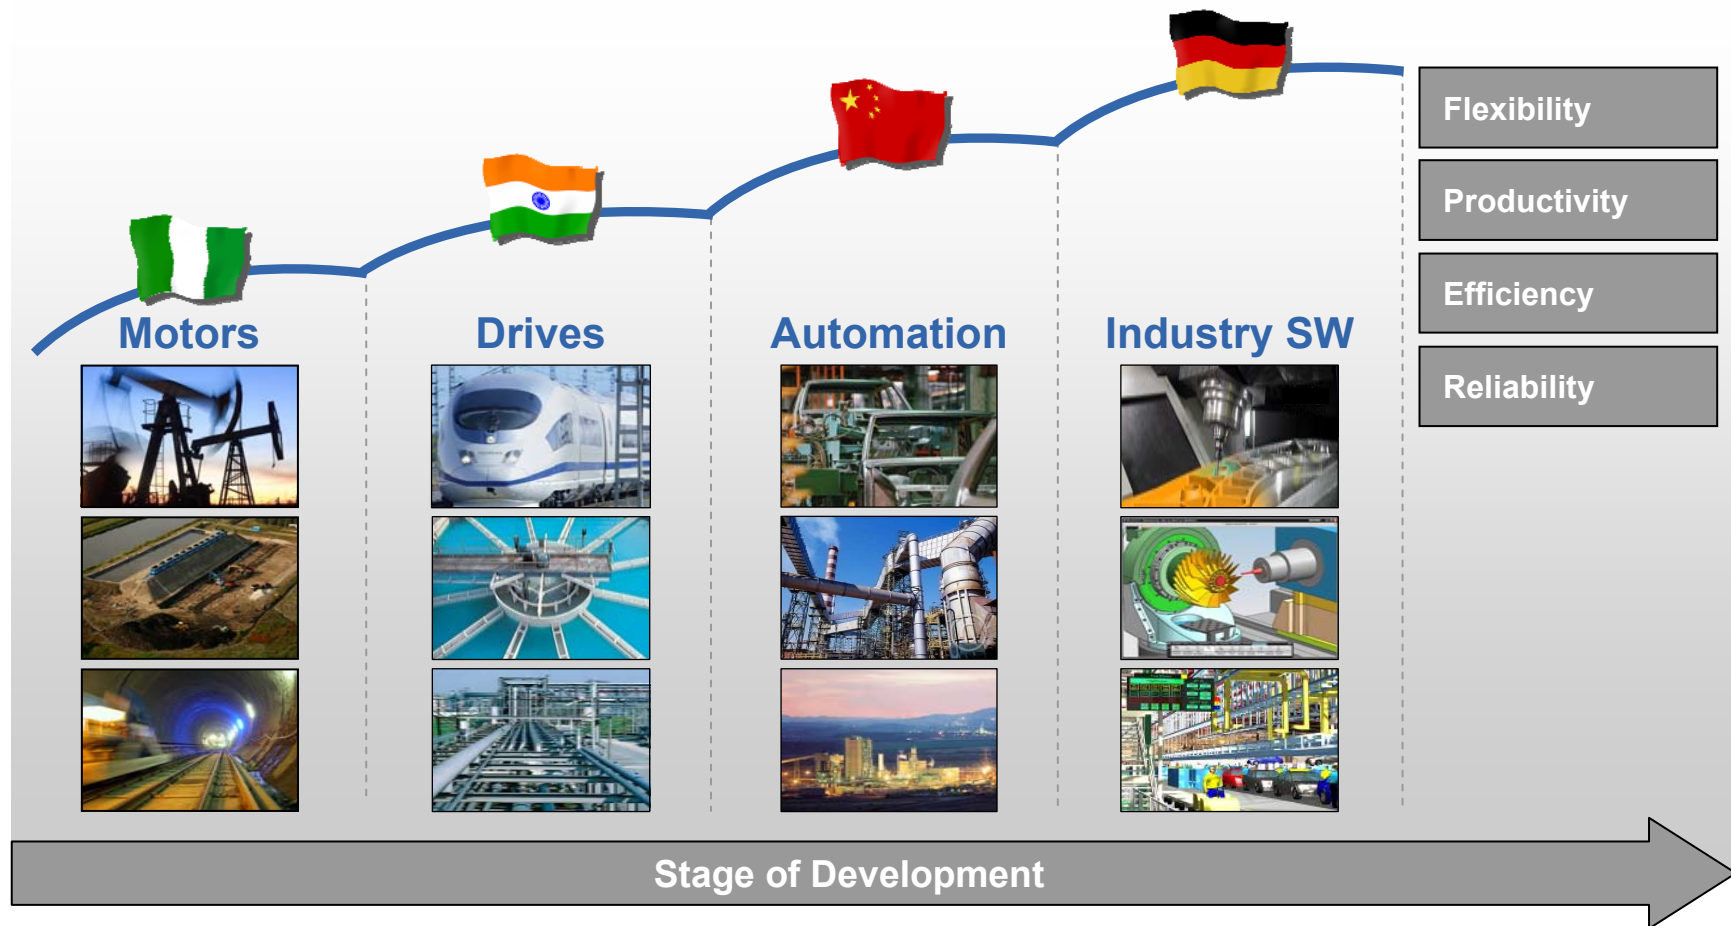 Flexibility
Productivity
Efficiency
Reliability
Motors
Drives
Automation
Industry SW
Stage of Development